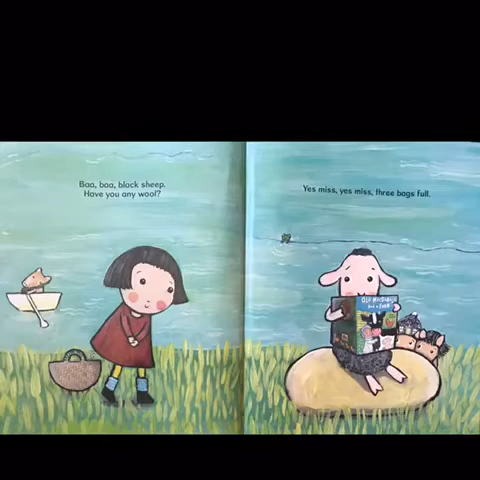 Baa, baa, black sheep.
Have you any wool?
Yes miss, yes miss, three bags full.
OLD MACDONALD
had a FARM